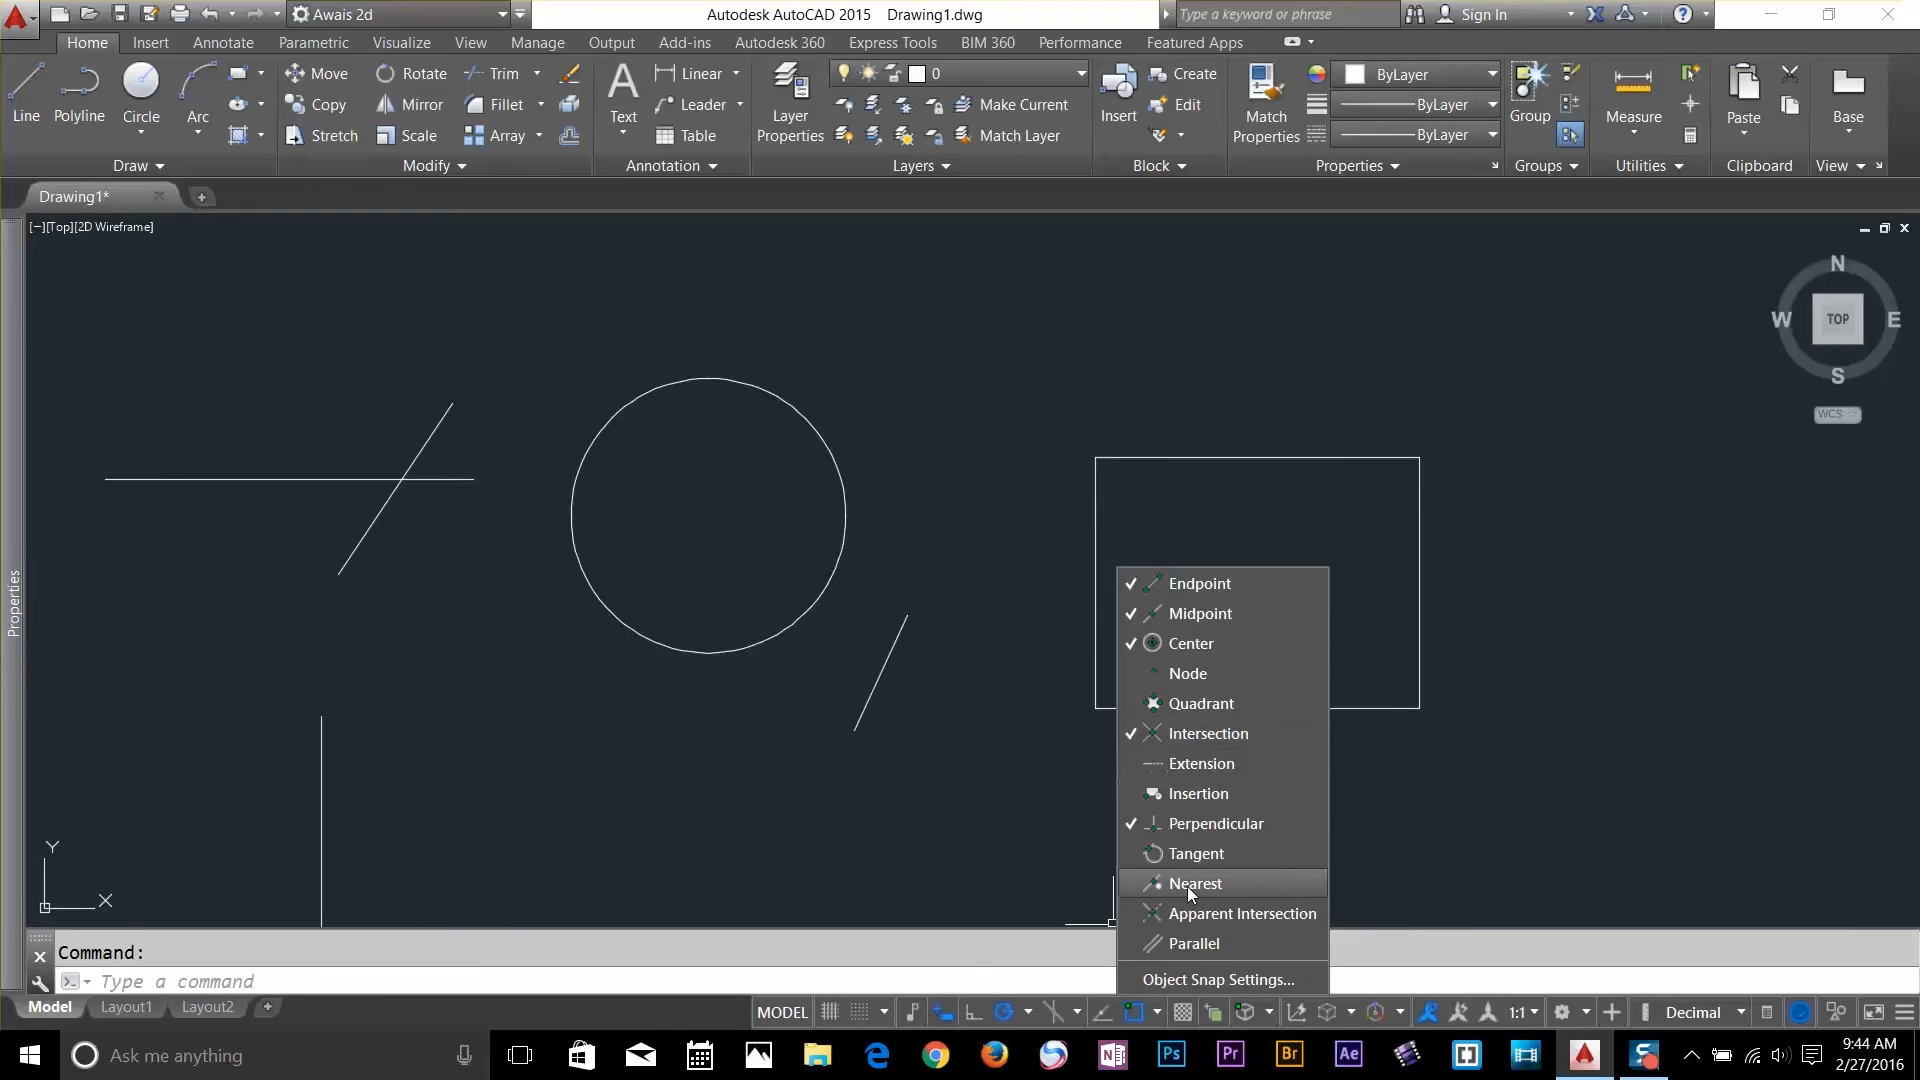 Awais 2d
Autodesk AutoCAD 2015 Drawing1.dwg
Type a keyword or phrase
Sign In
Home Insert Annotate Parametric Visualize View Manage Output Add-ins Autodesk 360 Express Tools BIM 360 Performance Featured Apps
Line Polyline Circle Arc
Draw
Move Rotate Trim
Copy Mirror Fillet
Stretch Scale Array
Modify
Text
Linear
Leader
Table
Annotation
Layer Properties
0
Make Current
Match Layer
Layers
Insert
Create
Edit
Block
Match Properties
ByLayer
ByLayer
ByLayer
Properties
Group
Groups
Measure
Utilities
Paste
Clipboard
Base
View
Drawing1*
[−][Top][2D Wireframe]
N
W TOP E
S
WCS
Properties
Endpoint
Midpoint
Center
Node
Quadrant
Intersection
Extension
Insertion
Perpendicular
Tangent
Nearest
Apparent Intersection
Parallel
Object Snap Settings...
Y
X
Command:
Type a command
Model Layout1 Layout2
MODEL
1:1
Decimal
Ask me anything
N
Ps
Pr
Br
Ae
9:44 AM
2/27/2016